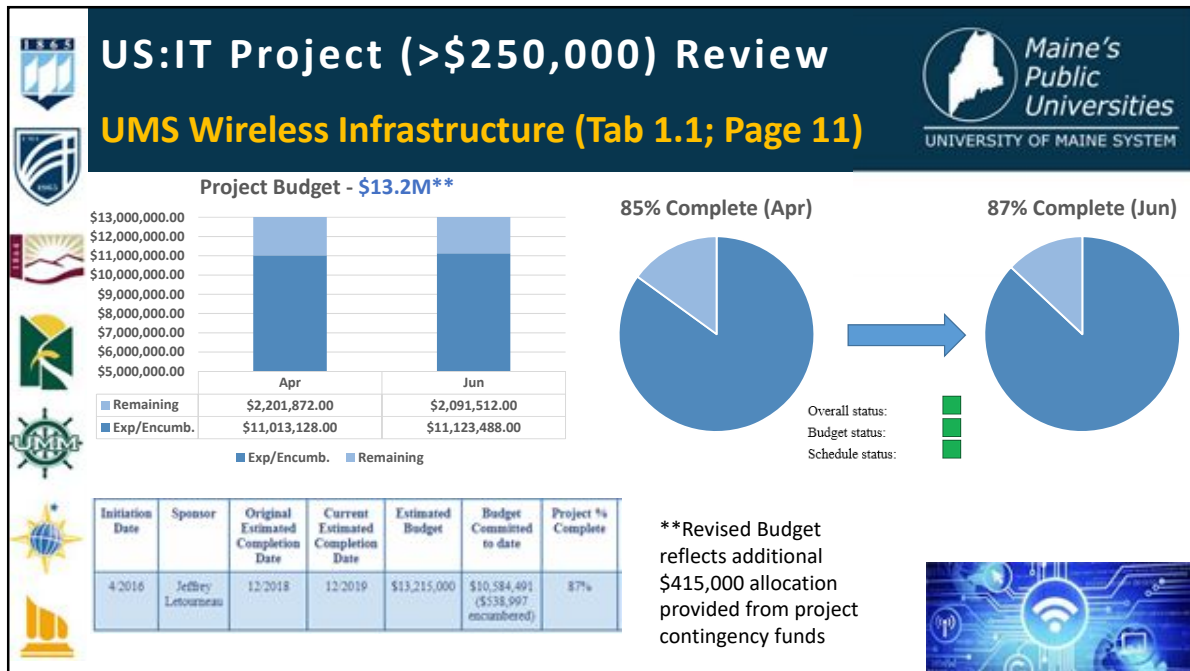 US:IT Project (>$250,000) Review
UMS Wireless Infrastructure (Tab 1.1; Page 11)
Maine's
Public
Universities
UNIVERSITY OF MAINE SYSTEM
1865
1965
UMM
Project Budget - $13.2M**
$13,000,000.00
$12,000,000.00
$11,000,000.00
$10,000,000.00
$9,000,000.00
$8,000,000.00
$7,000,000.00
$6,000,000.00
$5,000,000.00
Apr Jun
Remaining $2,201,872.00 $2,091,512.00
Exp/Encumb. $11,013,128.00 $11,123,488.00
Exp/Encumb. Remaining
85% Complete (Apr)
87% Complete (Jun)
Overall status:
Budget status:
Schedule status:
Initiation Date
Sponsor
Original Estimated Completion Date
Current Estimated Completion Date
Estimated Budget
Budget Committed to date
Project % Complete
4/2016
Jeffrey Letourneau
12/2018
12/2019
$13,215,000
$10,584,491 ($538,997 encumbered)
87%
**Revised Budget
reflects additional
$415,000 allocation
provided from project
contingency funds